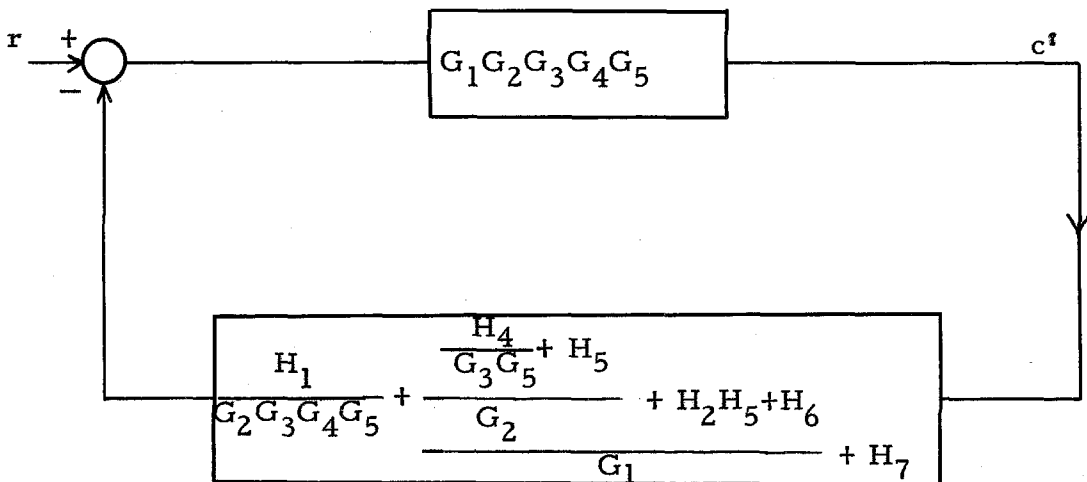 r + c'
−
G₁G₂G₃G₄G₅
H₄
G₃G₅ + H₅
H₁
G₂G₃G₄G₅ + G₂ + H₂H₅+H₆
G₁ + H₇